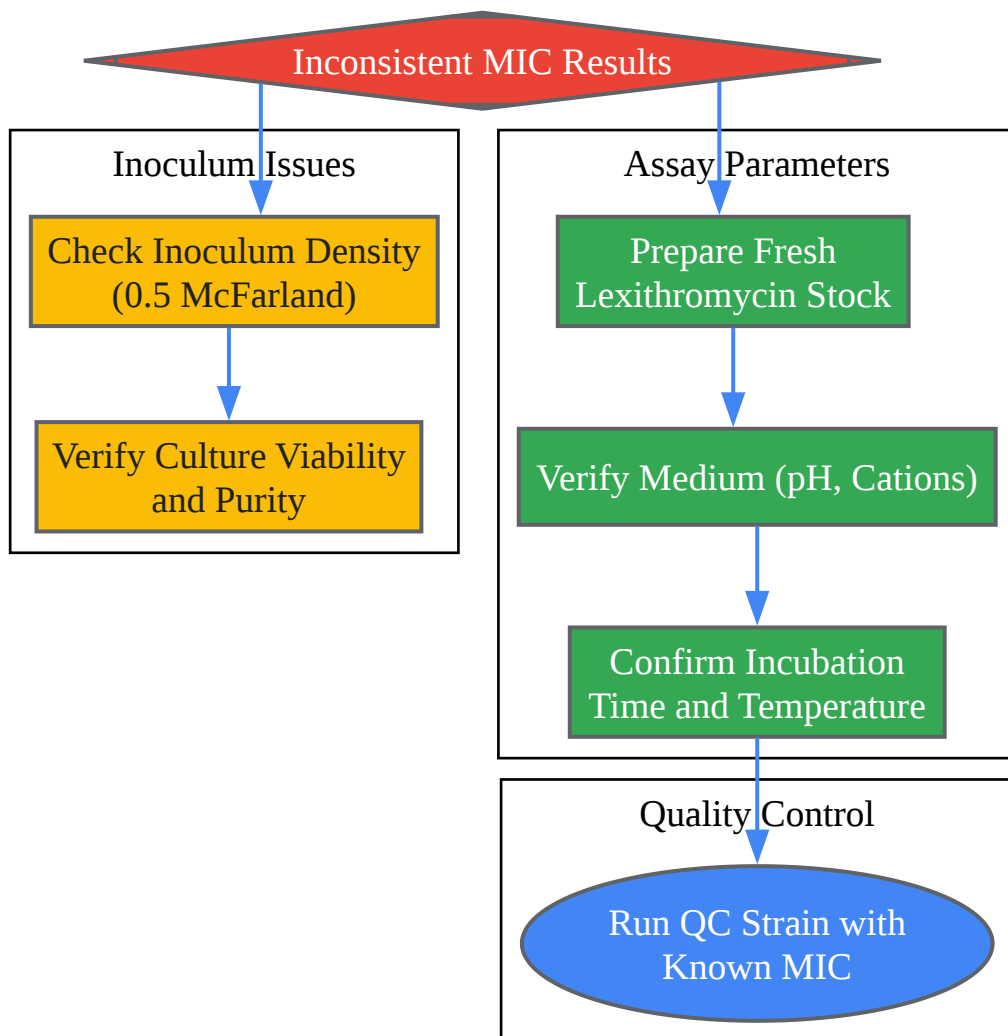 Inconsistent MIC Results
Inoculum Issues
Check Inoculum Density
(0.5 McFarland)
Verify Culture Viability
and Purity
Assay Parameters
Prepare Fresh
Lexithromycin Stock
Verify Medium (pH, Cations)
Confirm Incubation
Time and Temperature
Quality Control
Run QC Strain with
Known MIC